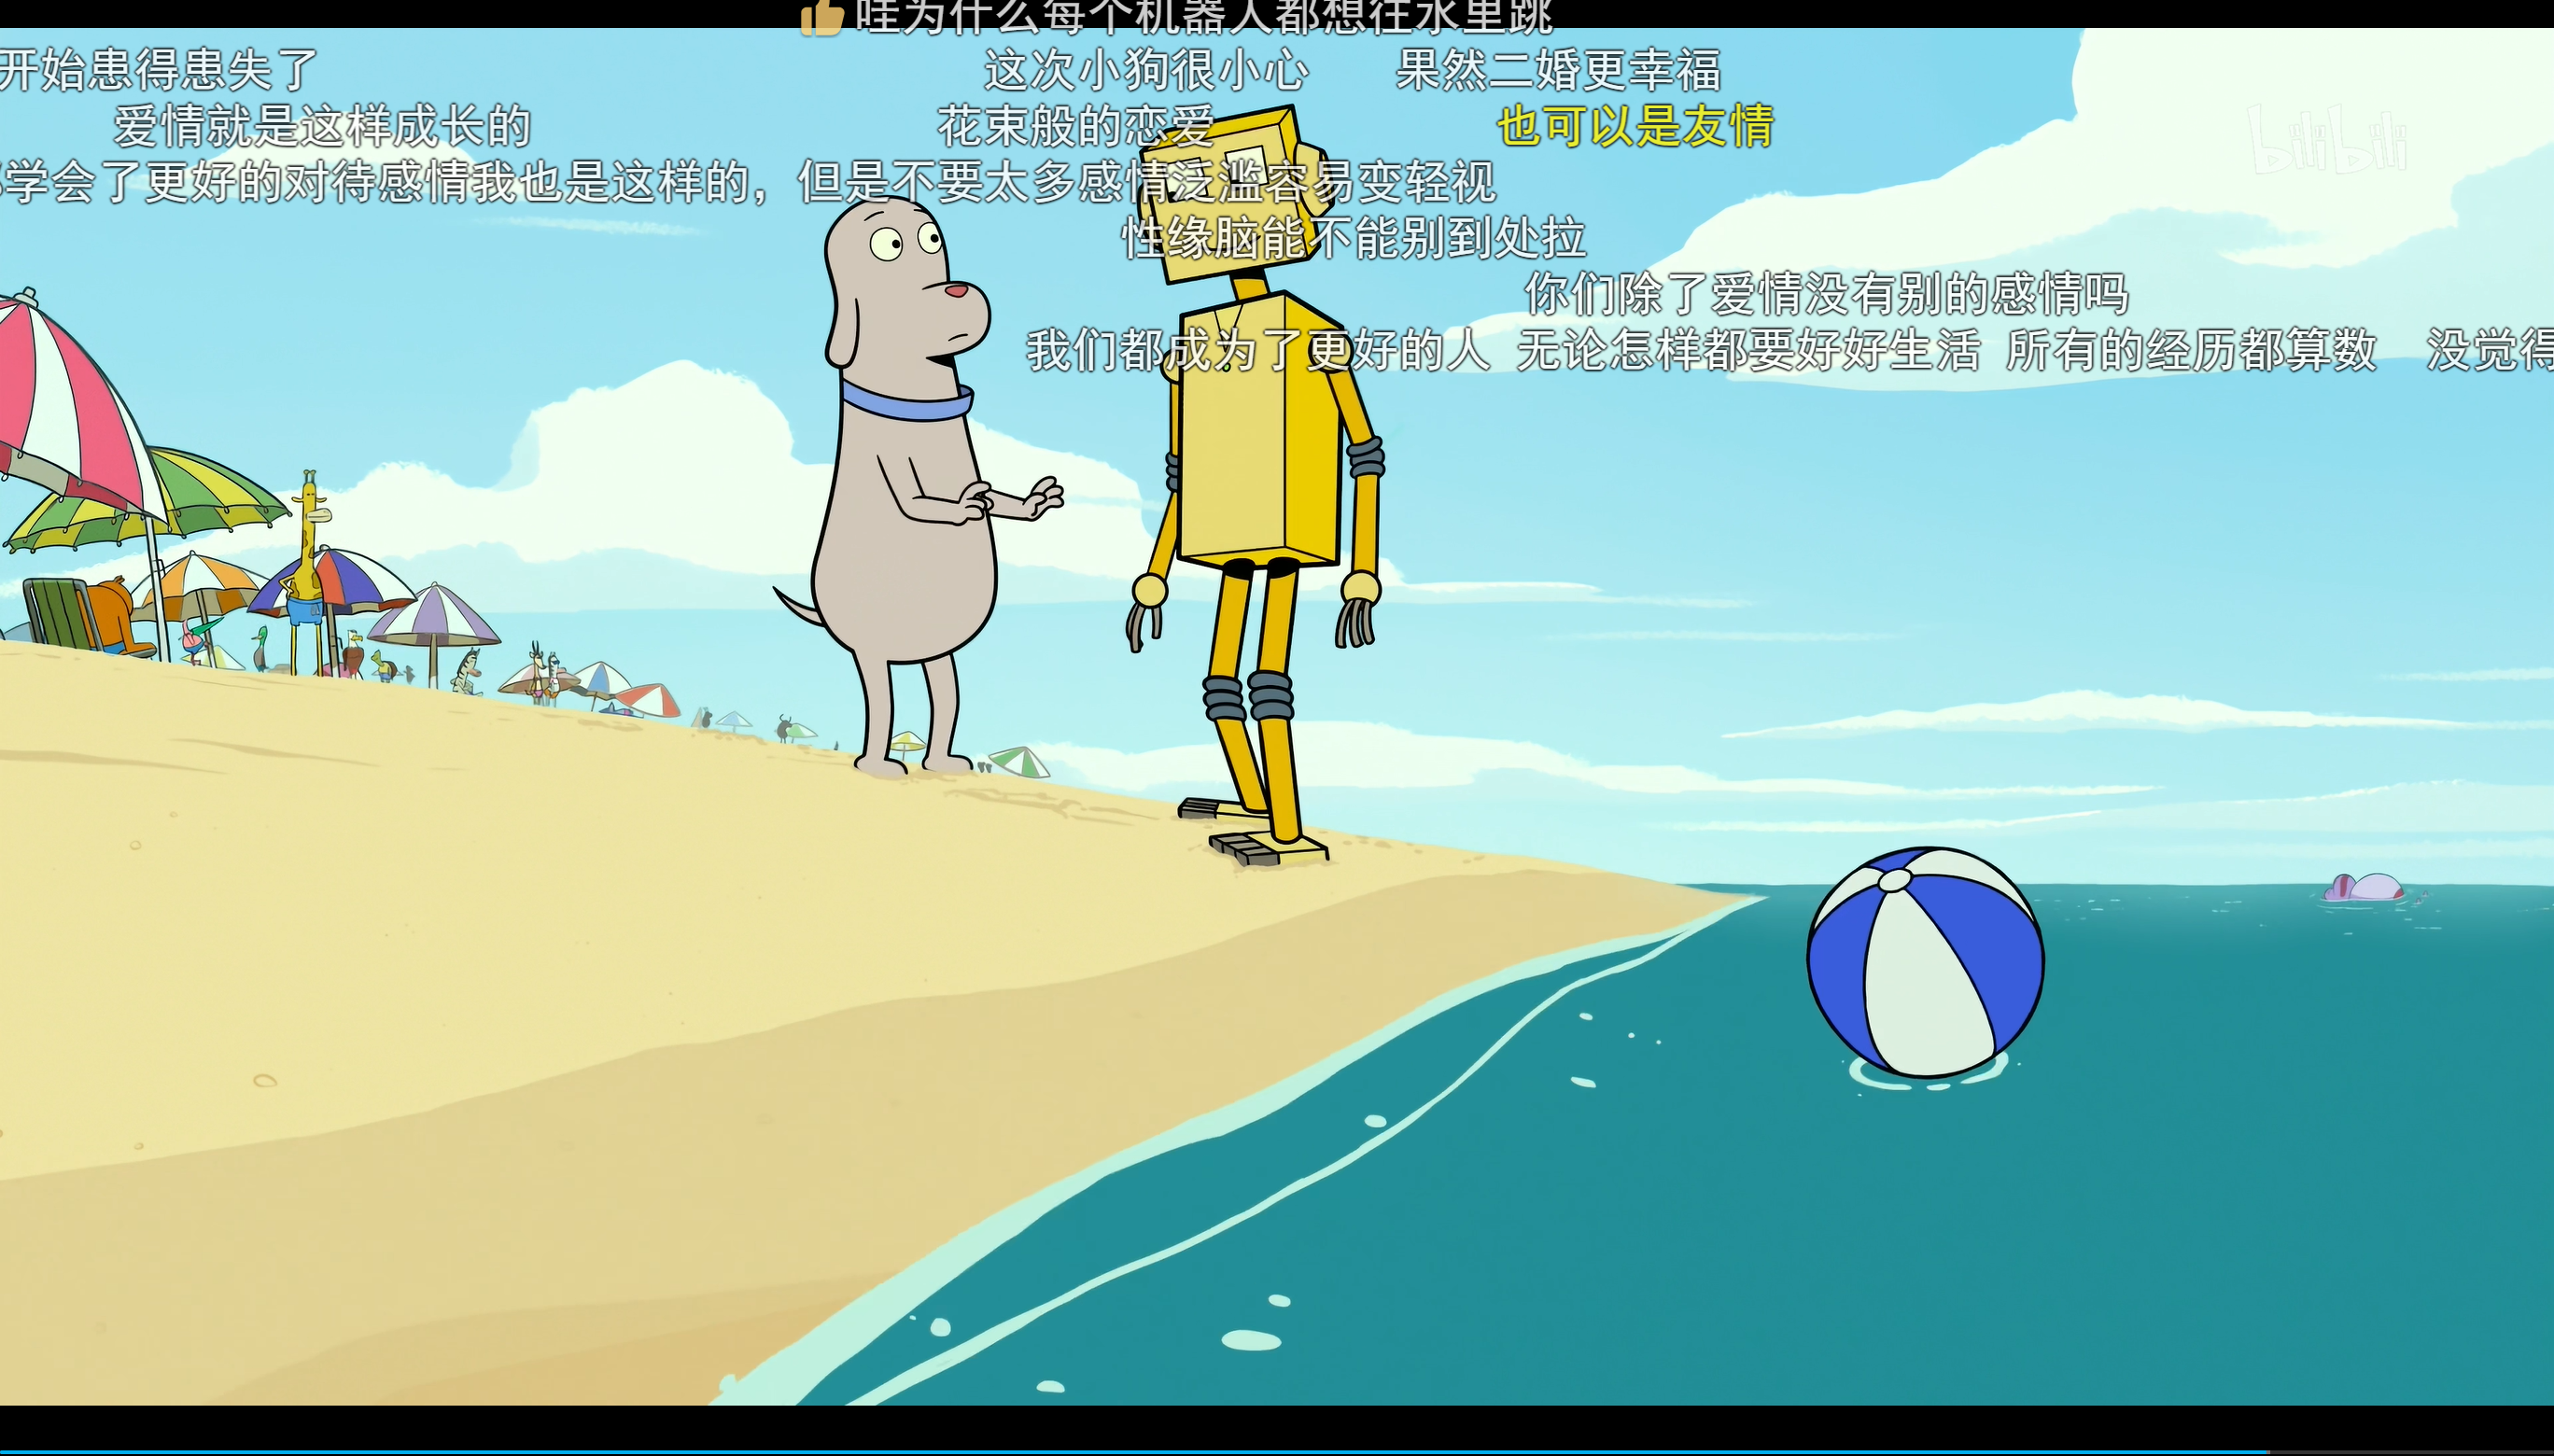 哇为什么每个机器人都想往水里跳
开始患得患失了
这次小狗很小心
果然二婚更幸福
爱情就是这样成长的
花束般的恋爱
也可以是友情
bilibili
学会了更好的对待感情我也是这样的，但是不要太多感情泛滥容易变轻视
性缘脑能不能别到处拉
你们除了爱情没有别的感情吗
我们都成为了更好的人
无论怎样都要好好生活
所有的经历都算数
没觉得